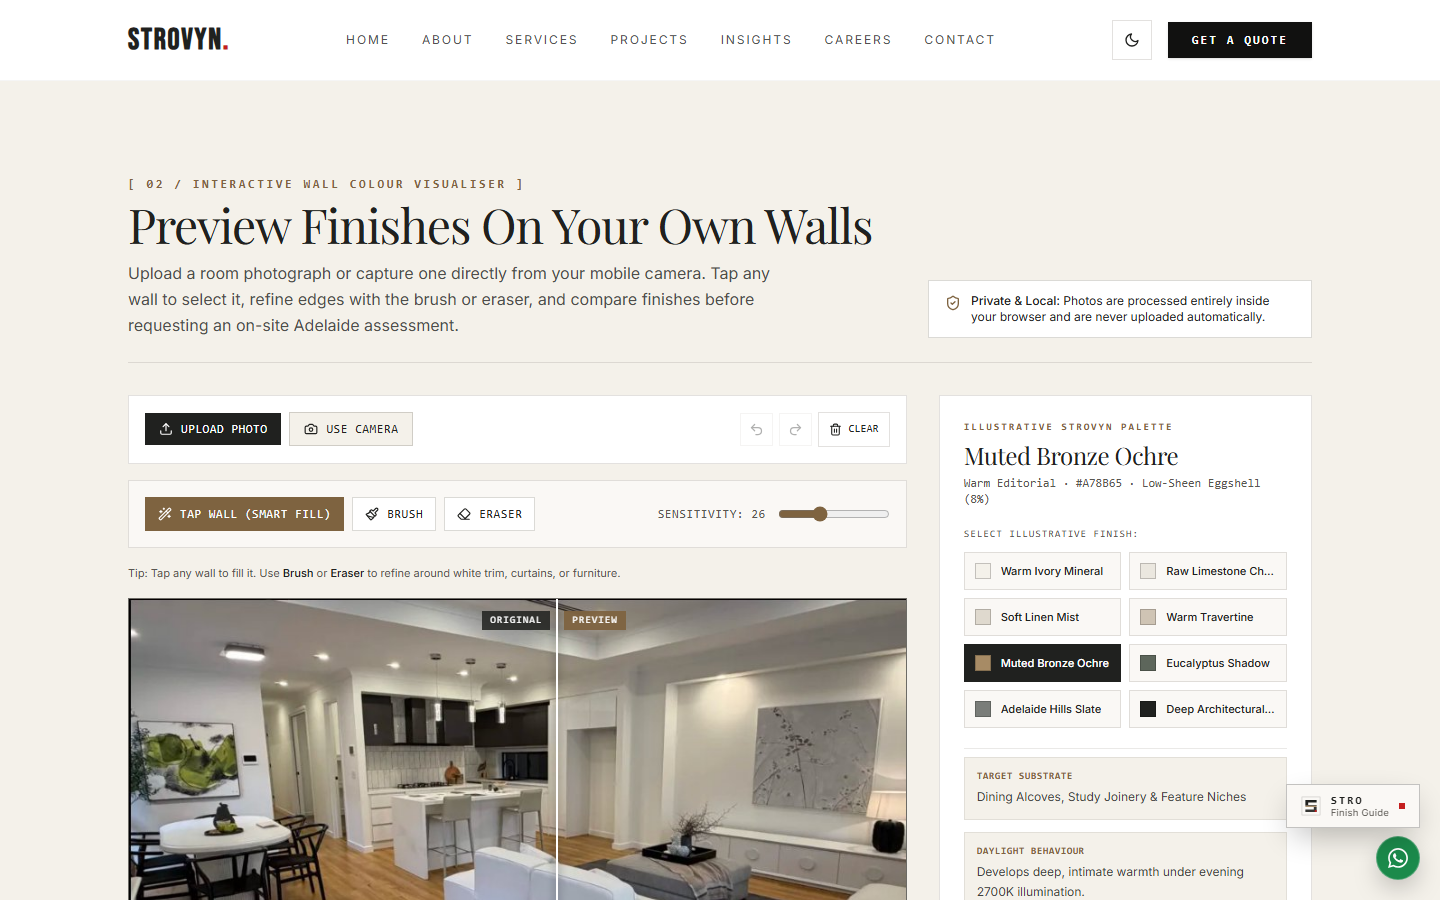 STROVYN.
HOME
ABOUT
SERVICES
PROJECTS
INSIGHTS
CAREERS
CONTACT
GET A QUOTE
[ 02 / INTERACTIVE WALL COLOUR VISUALISER ]
Preview Finishes On Your Own Walls
Upload a room photograph or capture one directly from your mobile camera. Tap any
wall to select it, refine edges with the brush or eraser, and compare finishes before
requesting an on-site Adelaide assessment.
Private & Local: Photos are processed entirely inside
your browser and are never uploaded automatically.
UPLOAD PHOTO
USE CAMERA
CLEAR
TAP WALL (SMART FILL)
BRUSH
ERASER
SENSITIVITY: 26
Tip: Tap any wall to fill it. Use Brush or Eraser to refine around white trim, curtains, or furniture.
ORIGINAL
PREVIEW
ILLUSTRATIVE STROVYN PALETTE
Muted Bronze Ochre
Warm Editorial · #A78B65 · Low-Sheen Eggshell
(8%)
SELECT ILLUSTRATIVE FINISH:
Warm Ivory Mineral
Raw Limestone Ch...
Soft Linen Mist
Warm Travertine
Muted Bronze Ochre
Eucalyptus Shadow
Adelaide Hills Slate
Deep Architectural...
TARGET SUBSTRATE
Dining Alcoves, Study Joinery & Feature Niches
DAYLIGHT BEHAVIOUR
Develops deep, intimate warmth under evening
2700K illumination.
STRO
Finish Guide